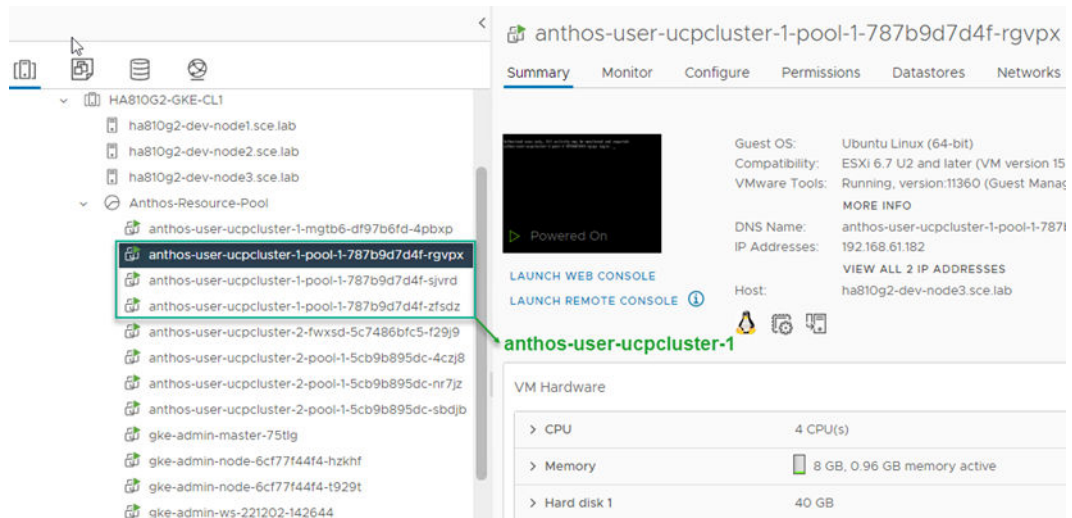 anthos-user-ucpcluster-1-pool-1-787b9d7d4f-rgvpx
Summary Monitor Configure Permissions Datastores Networks
HA810G2-GKE-CL1
ha810g2-dev-node1.sce.lab
ha810g2-dev-node2.sce.lab
ha810g2-dev-node3.sce.lab
Anthos-Resource-Pool
anthos-user-ucpcluster-1-mgtb6-df97b6fd-4pbxp
anthos-user-ucpcluster-1-pool-1-787b9d7d4f-rgvpx
anthos-user-ucpcluster-1-pool-1-787b9d7d4f-sjvrd
anthos-user-ucpcluster-1-pool-1-787b9d7d4f-zfsdz
anthos-user-ucpcluster-2-fwxsd-5c7486bfc5-f29j9
anthos-user-ucpcluster-2-pool-1-5cb9b895dc-4czj8
anthos-user-ucpcluster-2-pool-1-5cb9b895dc-nr7jz
anthos-user-ucpcluster-2-pool-1-5cb9b895dc-sbdjb
gke-admin-master-75tlg
gke-admin-node-6cf77f44f4-hzkhf
gke-admin-node-6cf77f44f4-t929t
gke-admin-ws-221202-142644
Powered On
LAUNCH WEB CONSOLE
LAUNCH REMOTE CONSOLE
Guest OS: Ubuntu Linux (64-bit)
Compatibility: ESXi 6.7 U2 and later (VM version 15
VMware Tools: Running, version:11360 (Guest Manag
MORE INFO
DNS Name: anthos-user-ucpcluster-1-pool-1-787b
IP Addresses: 192.168.61.182
VIEW ALL 2 IP ADDRESSES
Host: ha810g2-dev-node3.sce.lab
anthos-user-ucpcluster-1
VM Hardware
CPU 4 CPU(s)
Memory 8 GB, 0.96 GB memory active
Hard disk 1 40 GB